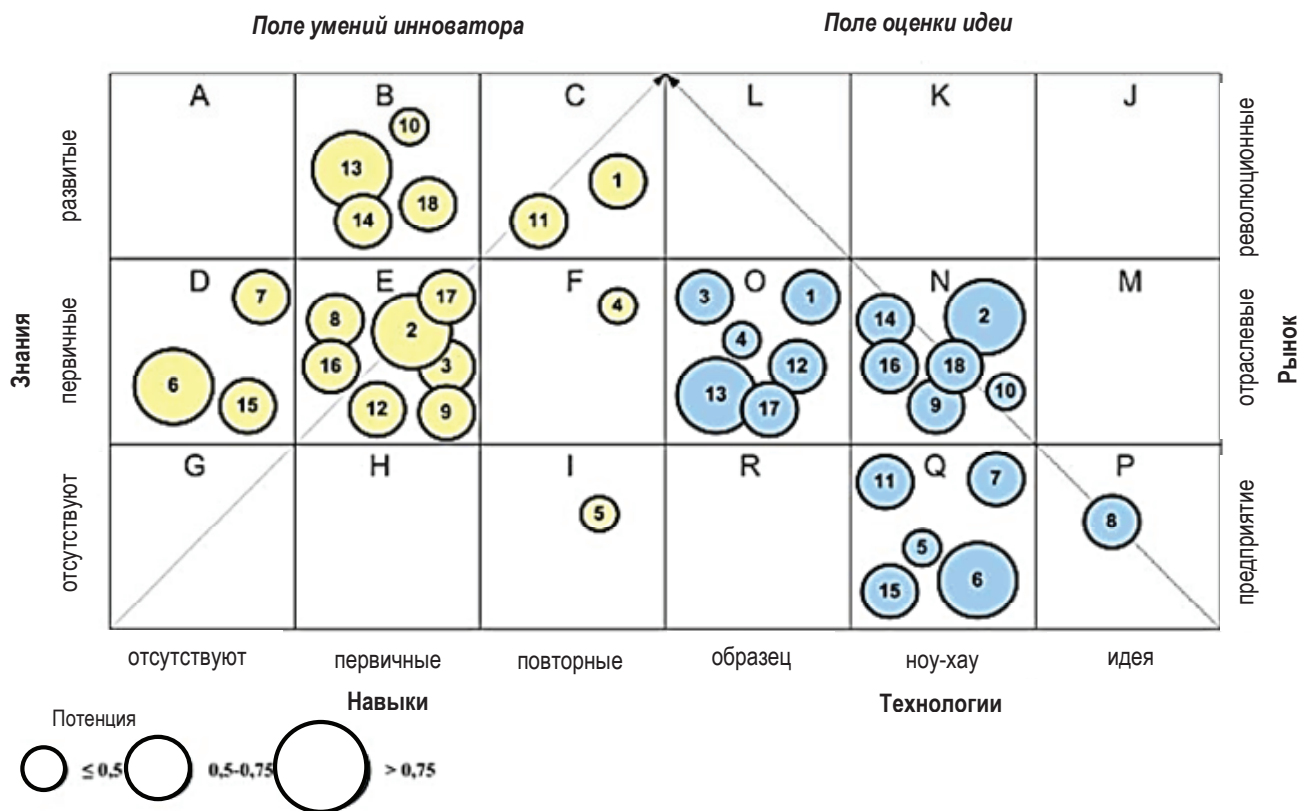 Поле умений инноватора Поле оценки идеи
A B C L K J
10
13
1
18
14 11
развитые
революционные
D E F O N M
7 17 4 3 1 2
8 2 14
4
16 3 12 16 18
6 13 10
15 12 9 17 9
Знания
первичные
отраслевые
Рынок
G H I R Q P
11 7
5 8
5
6
15
отсутствуют
предприятие
отсутствуют первичные повторные образец ноу-хау идея
Навыки Технологии
Потенция
≤ 0,5 0,5-0,75 > 0,75